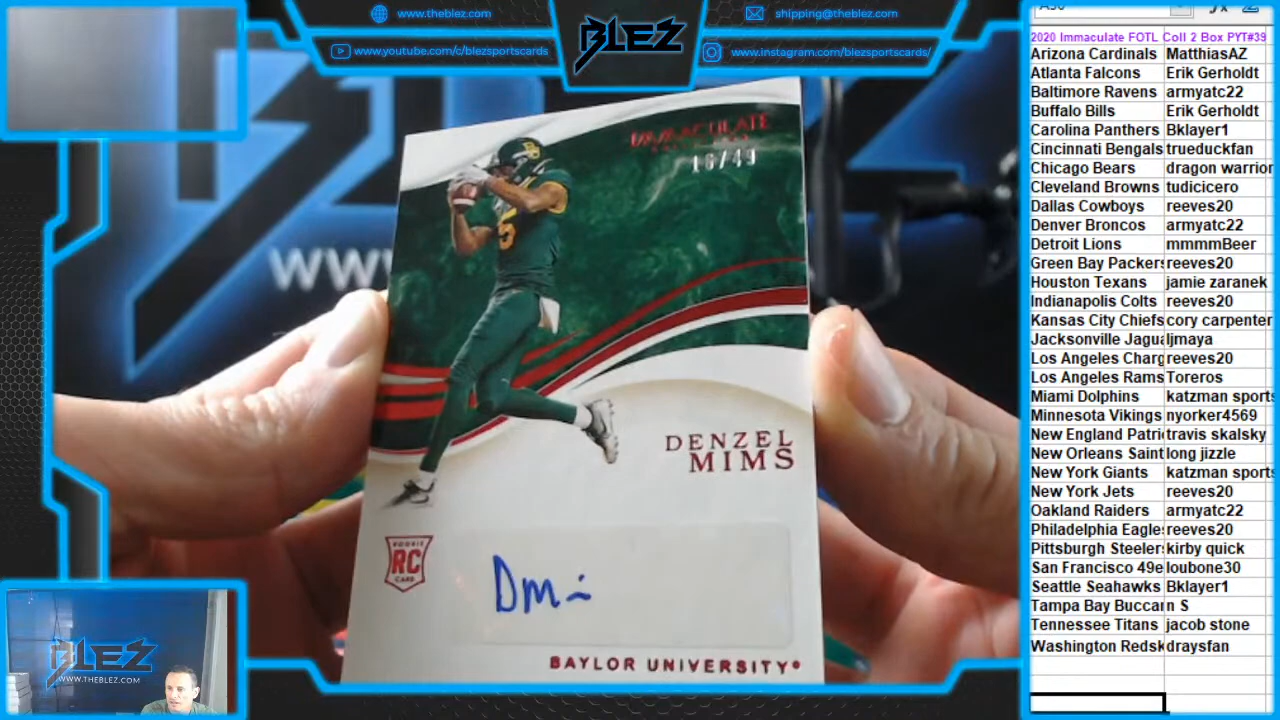 www.theblez.com
www.youtube.com/c/blezsportscards
BLEZ
shipping@theblez.com
www.instagram.com/blezsportscards/
2020 Immaculate FOTL Coll 2 Box PYT#39
Arizona Cardinals MatthiasAZ
Atlanta Falcons Erik Gerholdt
Baltimore Ravens armyatc22
Buffalo Bills Erik Gerholdt
Carolina Panthers Bklayer1
Cincinnati Bengals trueduckfan
Chicago Bears dragon warrior
Cleveland Browns tudicicero
Dallas Cowboys reeves20
Denver Broncos armyatc22
Detroit Lions mmmmBeer
Green Bay Packers reeves20
Houston Texans jamie zaranek
Indianapolis Colts reeves20
Kansas City Chiefs cory carpenter
Jacksonville Jagua ljmaya
Los Angeles Charg reeves20
Los Angeles Rams Toreros
Miami Dolphins katzman sports
Minnesota Vikings nyorker4569
New England Patri travis skalsky
New Orleans Saint long jizzle
New York Giants katzman sports
New York Jets reeves20
Oakland Raiders armyatc22
Philadelphia Eagles reeves20
Pittsburgh Steelers kirby quick
San Francisco 49e loubone30
Seattle Seahawks Bklayer1
Tampa Bay Buccan n S
Tennessee Titans jacob stone
Washington Redsk draysfan
IMMACULATE
16/49
5
WWW
DENZEL
MIMS
ROOKIE
RC
CARD
Dmi
BAYLOR UNIVERSITY®
BLEZ
WWW.THEBLEZ.COM